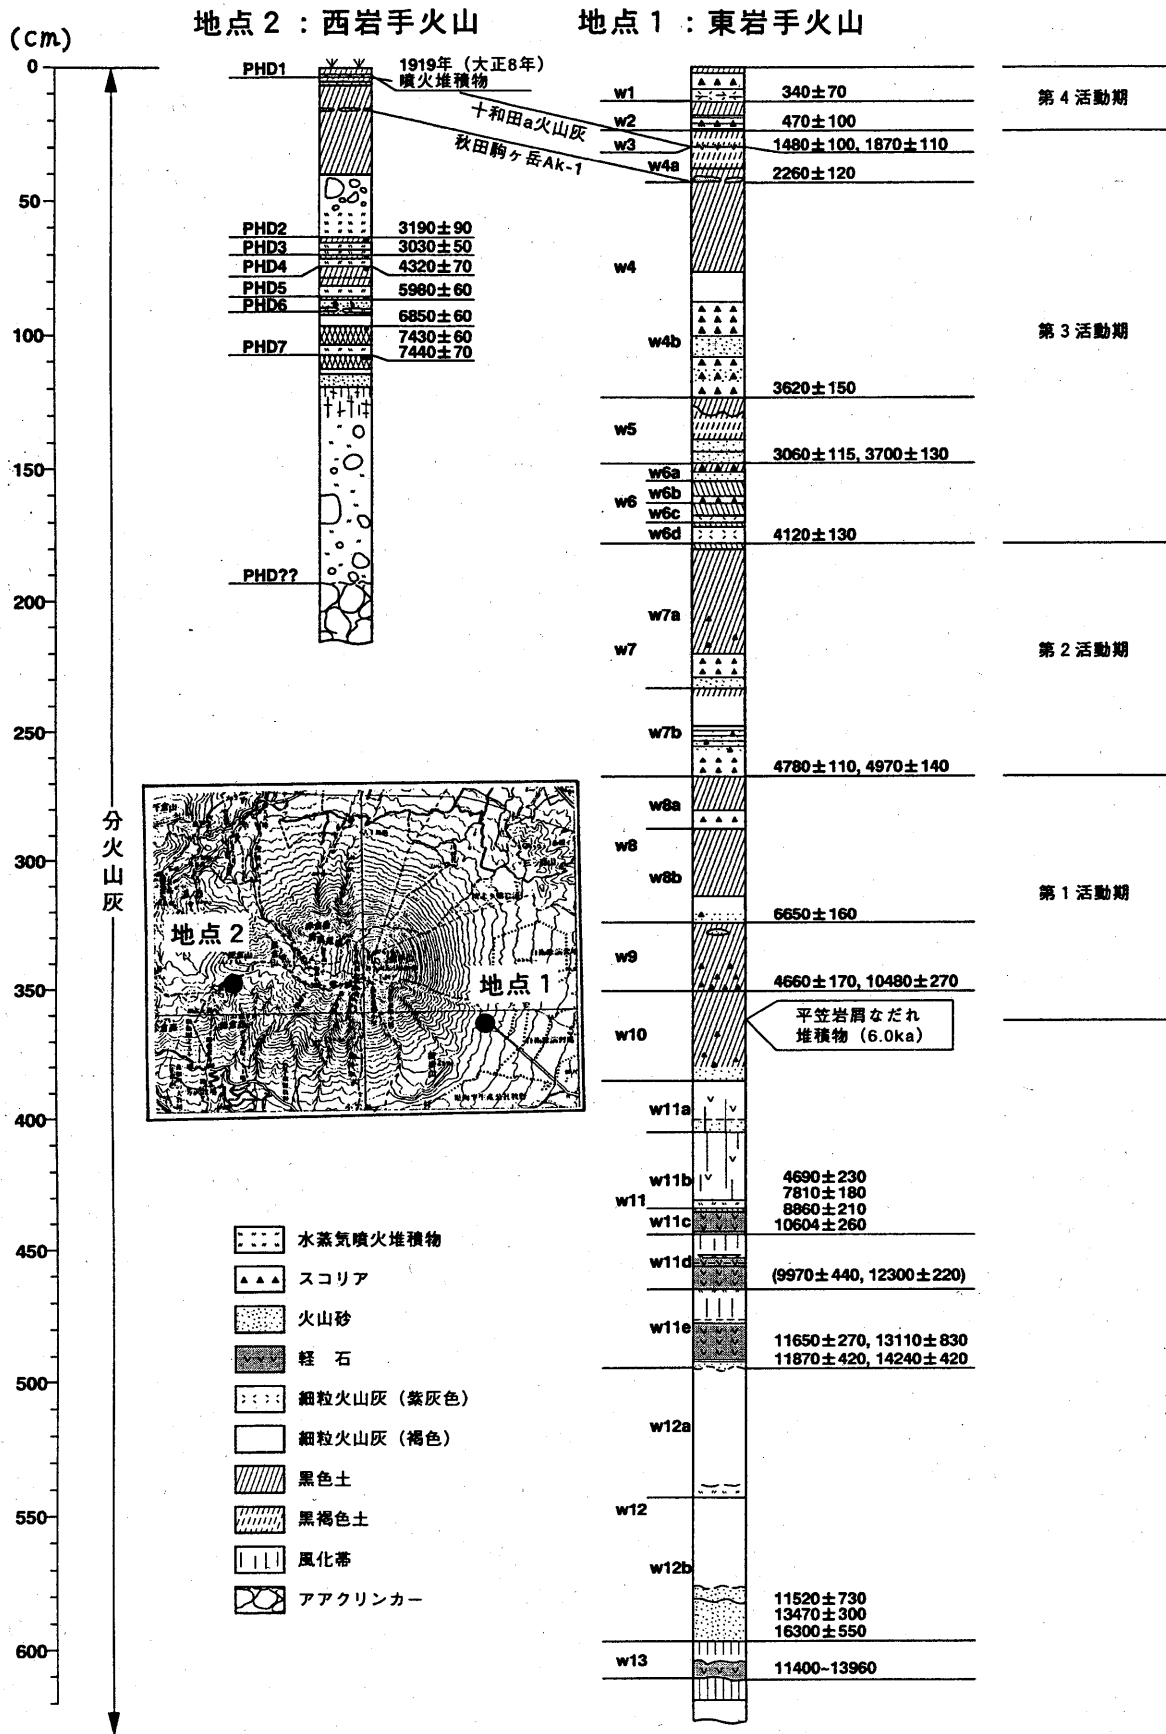 (cm)
地点2:西岩手火山
地点1:東岩手火山
0
50
100
150
200
250
300
350
400
450
500
550
600
分火山灰
PHD1
1919年(大正8年)
噴火堆積物
十和田a火山灰
秋田駒ヶ岳Ak-1
PHD2 3190±90
PHD3 3030±50
PHD4 4320±70
PHD5 5980±60
PHD6 6850±60
7430±60
PHD7 7440±70
PHD??
w1 340±70
w2 470±100
w3 1480±100, 1870±110
w4a 2260±120
w4
w4b
3620±150
w5
3060±115, 3700±130
w6a
w6b
w6
w6c
w6d 4120±130
w7a
w7
w7b
4780±110, 4970±140
w8a
w8
w8b
6650±160
w9
4660±170, 10480±270
平笠岩屑なだれ
堆積物(6.0ka)
w10
w11a
w11b 4690±230
7810±180
w11 8860±210
w11c 10604±260
w11d (9970±440, 12300±220)
w11e 11650±270, 13110±830
11870±420, 14240±420
w12a
w12
w12b
11520±730
13470±300
16300±550
w13 11400~13960
第4活動期
第3活動期
第2活動期
第1活動期
地点2
地点1
水蒸気噴火堆積物
スコリア
火山砂
軽 石
細粒火山灰(紫灰色)
細粒火山灰(褐色)
黒色土
黒褐色土
風化帯
アアクリンカー